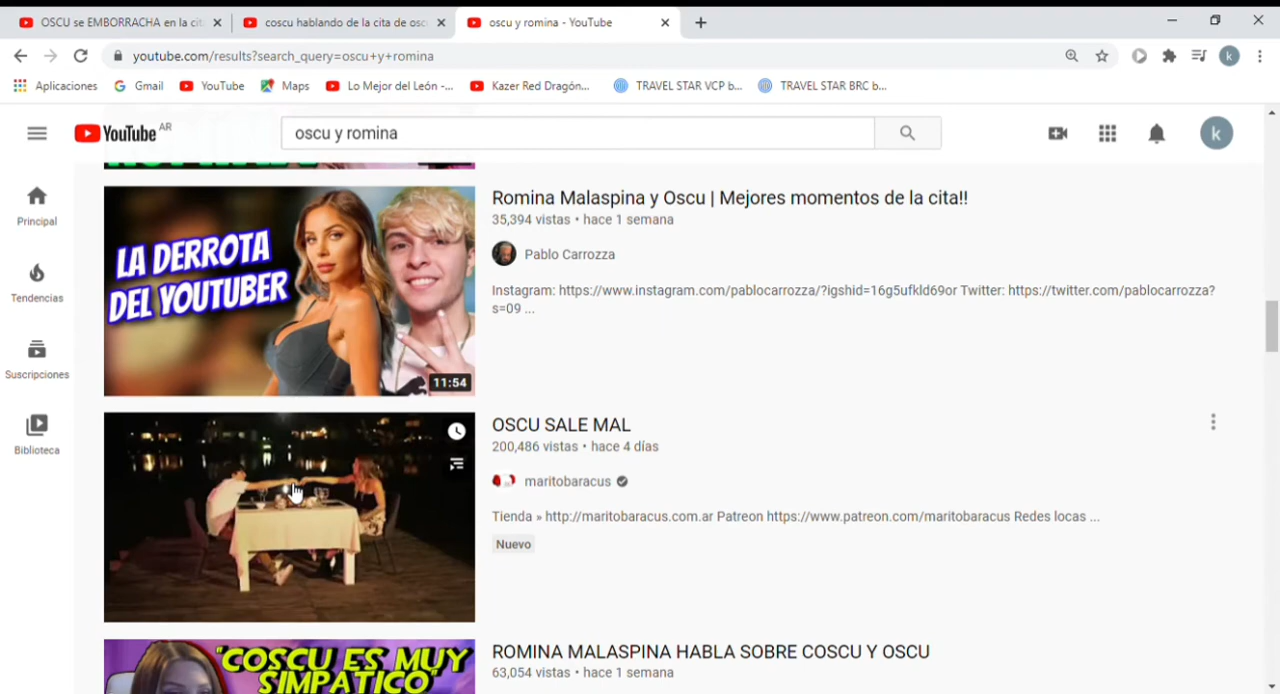 OSCU se EMBORRACHA en la cit
coscu hablando de la cita de osc
oscu y romina - YouTube
youtube.com/results?search_query=oscu+y+romina
k
Aplicaciones
Gmail
YouTube
Maps
Lo Mejor del León -...
Kazer Red Dragón...
TRAVEL STAR VCP b...
TRAVEL STAR BRC b...
YouTube AR
oscu y romina
k
Principal
Tendencias
Suscripciones
Biblioteca
LA DERROTA
DEL YOUTUBER
11:54
Romina Malaspina y Oscu | Mejores momentos de la cita!!
35,394 vistas • hace 1 semana
Pablo Carrozza
Instagram: https://www.instagram.com/pablocarrozza/?igshid=16g5ufkld69or Twitter: https://twitter.com/pablocarrozza?
s=09 ...
OSCU SALE MAL
200,486 vistas • hace 4 días
maritobaracus
Tienda » http://maritobaracus.com.ar Patreon https://www.patreon.com/maritobaracus Redes locas ...
Nuevo
"COSCU ES MUY
SIMPÁTICO"
ROMINA MALASPINA HABLA SOBRE COSCU Y OSCU
63,054 vistas • hace 1 semana